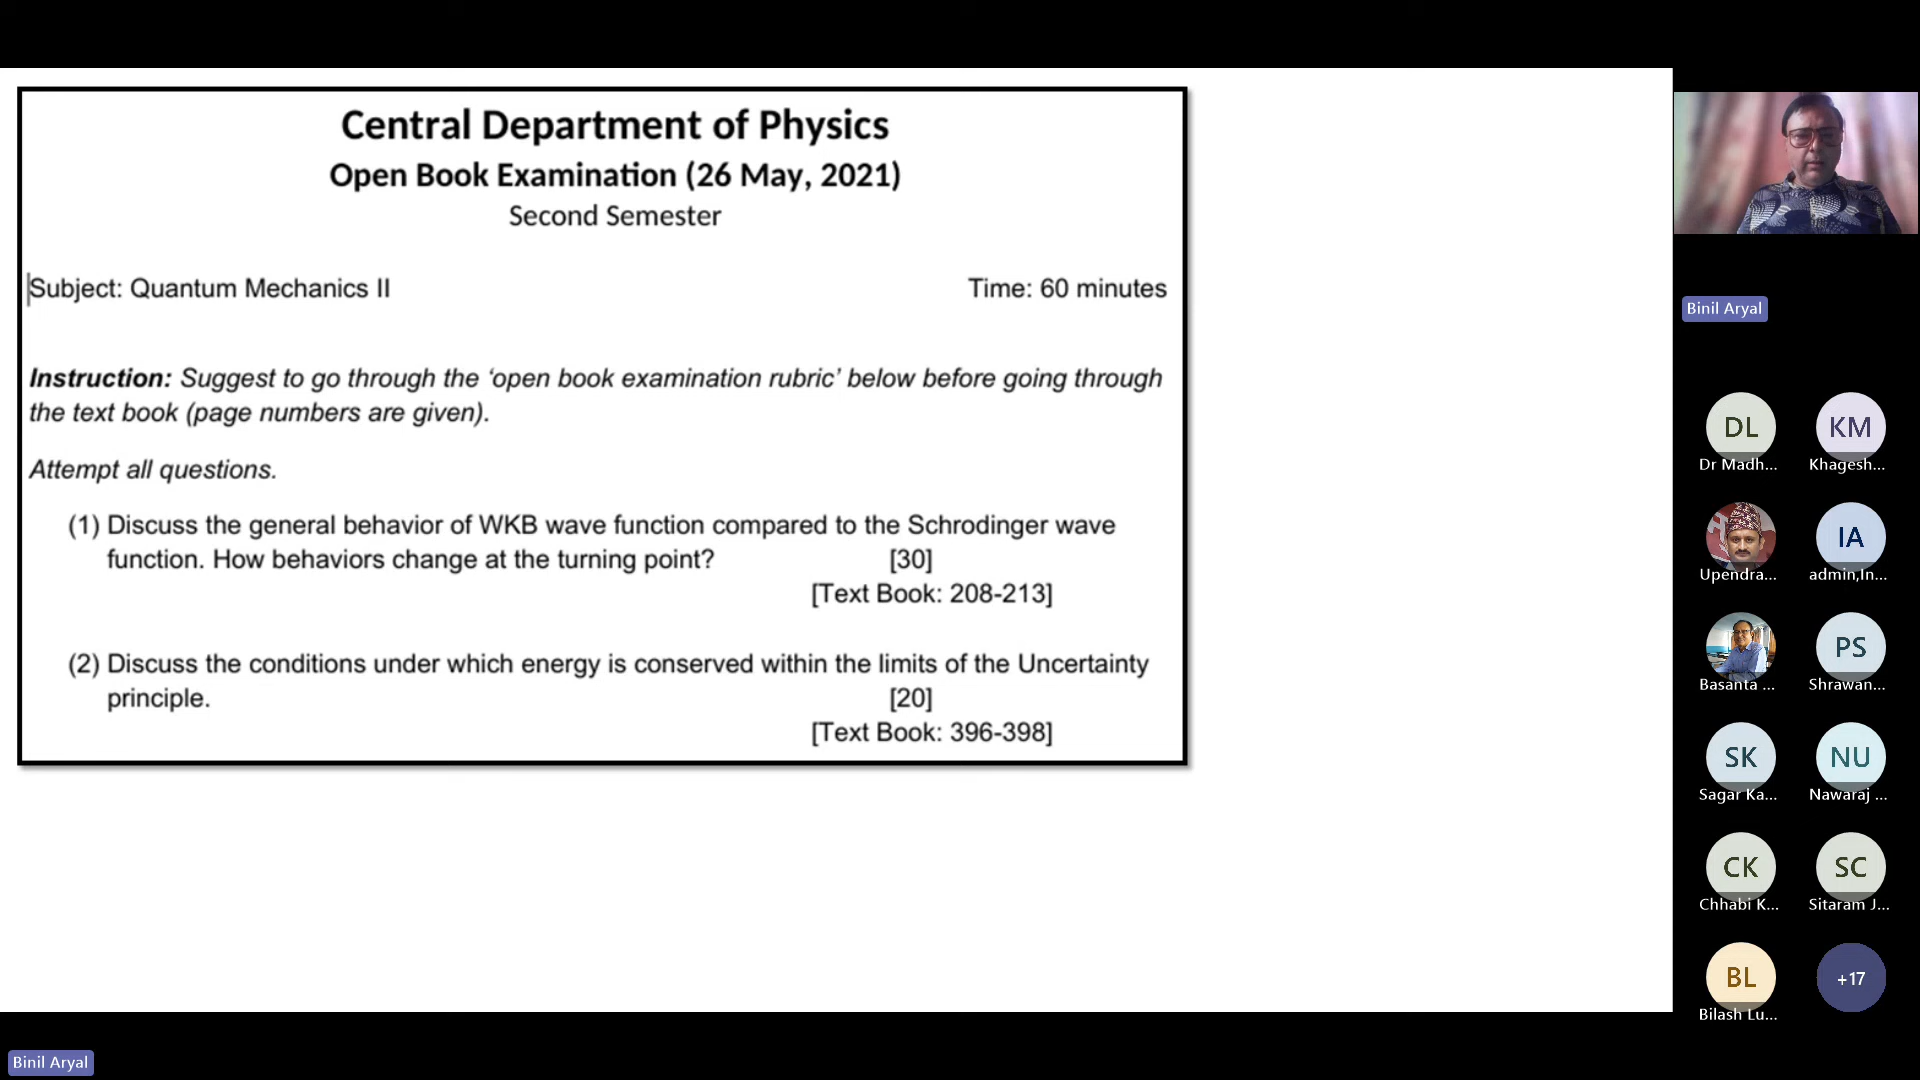 Central Department of Physics
Open Book Examination (26 May, 2021)
Second Semester
Subject: Quantum Mechanics II Time: 60 minutes
Instruction: Suggest to go through the ‘open book examination rubric’ below before going through
the text book (page numbers are given).
Attempt all questions.
(1) Discuss the general behavior of WKB wave function compared to the Schrodinger wave
function. How behaviors change at the turning point? [30]
[Text Book: 208-213]
(2) Discuss the conditions under which energy is conserved within the limits of the Uncertainty
principle. [20]
[Text Book: 396-398]
Binil Aryal
DL KM
Dr Madh... Khagesh...
IA
Upendra... admin,In...
PS
Basanta ... Shrawan...
SK NU
Sagar Ka... Nawaraj ...
CK SC
Chhabi K... Sitaram J...
BL +17
Bilash Lu...
Binil Aryal